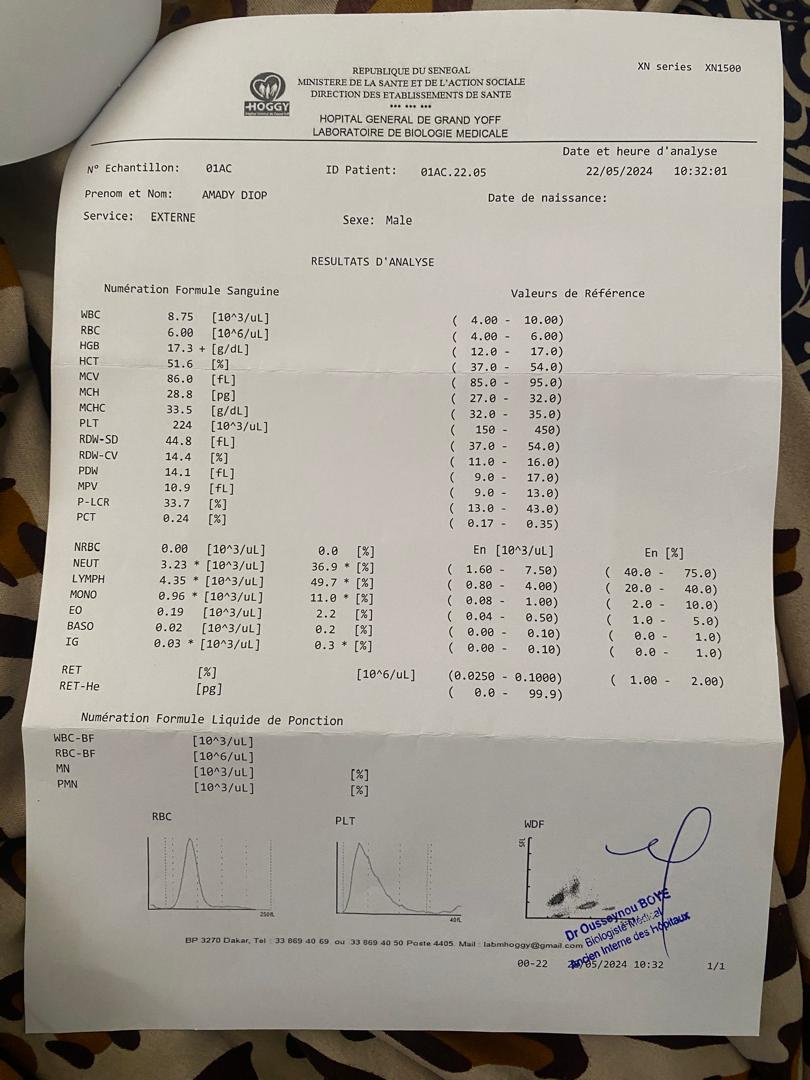 XN series XN1500
HOGGY
REPUBLIQUE DU SENEGAL
MINISTERE DE LA SANTE ET DE L'ACTION SOCIALE
DIRECTION DES ETABLISSEMENTS DE SANTE
••• ••• •••
HOPITAL GENERAL DE GRAND YOFF
LABORATOIRE DE BIOLOGIE MEDICALE
Date et heure d'analyse
N° Echantillon: 01AC ID Patient: 01AC.22.05 22/05/2024 10:32:01
Prenom et Nom: AMADY DIOP Date de naissance:
Service: EXTERNE Sexe: Male
RESULTATS D'ANALYSE
Numération Formule Sanguine Valeurs de Référence
WBC 8.75 [10^3/uL] ( 4.00 - 10.00)
RBC 6.00 [10^6/uL] ( 4.00 - 6.00)
HGB 17.3 + [g/dL] ( 12.0 - 17.0)
HCT 51.6 [%] ( 37.0 - 54.0)
MCV 86.0 [fL] ( 85.0 - 95.0)
MCH 28.8 [pg] ( 27.0 - 32.0)
MCHC 33.5 [g/dL] ( 32.0 - 35.0)
PLT 224 [10^3/uL] ( 150 - 450)
RDW-SD 44.8 [fL] ( 37.0 - 54.0)
RDW-CV 14.4 [%] ( 11.0 - 16.0)
PDW 14.1 [fL] ( 9.0 - 17.0)
MPV 10.9 [fL] ( 9.0 - 13.0)
P-LCR 33.7 [%] ( 13.0 - 43.0)
PCT 0.24 [%] ( 0.17 - 0.35)
En [10^3/uL] En [%]
NRBC 0.00 [10^3/uL] 0.0 [%]
NEUT 3.23 * [10^3/uL] 36.9 * [%] ( 1.60 - 7.50) ( 40.0 - 75.0)
LYMPH 4.35 * [10^3/uL] 49.7 * [%] ( 0.80 - 4.00) ( 20.0 - 40.0)
MONO 0.96 * [10^3/uL] 11.0 * [%] ( 0.08 - 1.00) ( 2.0 - 10.0)
EO 0.19 [10^3/uL] 2.2 [%] ( 0.04 - 0.50) ( 1.0 - 5.0)
BASO 0.02 [10^3/uL] 0.2 [%] ( 0.00 - 0.10) ( 0.0 - 1.0)
IG 0.03 * [10^3/uL] 0.3 * [%] ( 0.00 - 0.10) ( 0.0 - 1.0)
RET [%] [10^6/uL] (0.0250 - 0.1000) ( 1.00 - 2.00)
RET-He [pg] ( 0.0 - 99.9)
Numération Formule Liquide de Ponction
WBC-BF [10^3/uL]
RBC-BF [10^6/uL]
MN [10^3/uL] [%]
PMN [10^3/uL] [%]
RBC PLT WDF
SFL
250fL 40fL
Dr Ousseynou BOYE
Biologiste Médical
Ancien Interne des Hôpitaux
BP 3270 Dakar, Tel : 33 869 40 69 ou 33 869 40 50 Poste 4405. Mail : labmhoggy@gmail.com
00-22 22/05/2024 10:32 1/1